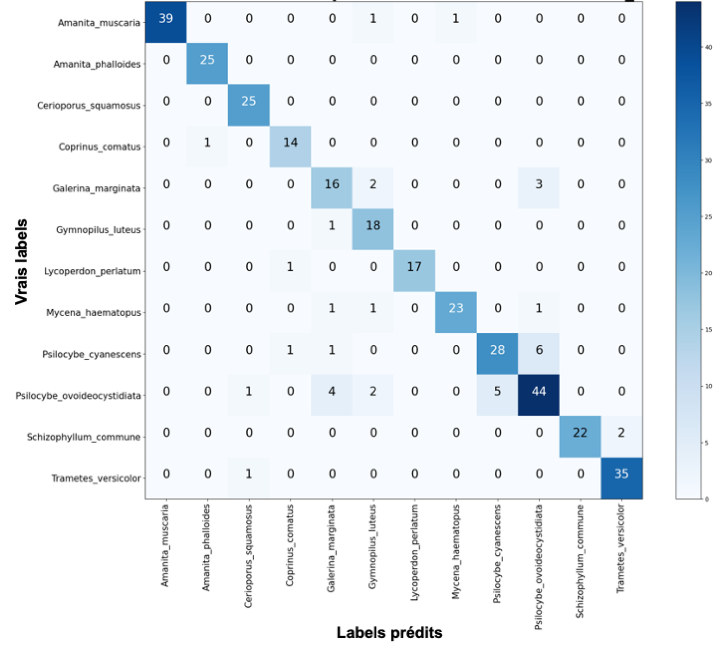 Amanita_muscaria 39 0 0 0 0 1 0 1 0 0 0 0
Amanita_phalloides 0 25 0 0 0 0 0 0 0 0 0 0
Cerioporus_squamosus 0 0 25 0 0 0 0 0 0 0 0 0
Coprinus_comatus 0 1 0 14 0 0 0 0 0 0 0 0
Galerina_marginata 0 0 0 0 16 2 0 0 0 3 0 0
Gymnopilus_luteus 0 0 0 0 1 18 0 0 0 0 0 0
Lycoperdon_perlatum 0 0 0 1 0 0 17 0 0 0 0 0
Mycena_haematopus 0 0 0 0 1 1 0 23 0 1 0 0
Psilocybe_cyanescens 0 0 0 1 1 0 0 0 28 6 0 0
Psilocybe_ovoideocystidiata 0 0 1 0 4 2 0 0 5 44 0 0
Schizophyllum_commune 0 0 0 0 0 0 0 0 0 0 22 2
Trametes_versicolor 0 0 1 0 0 0 0 0 0 0 0 35
Vrais labels
Amanita_muscaria
Amanita_phalloides
Cerioporus_squamosus
Coprinus_comatus
Galerina_marginata
Gymnopilus_luteus
Lycoperdon_perlatum
Mycena_haematopus
Psilocybe_cyanescens
Psilocybe_ovoideocystidiata
Schizophyllum_commune
Trametes_versicolor
Labels prédits
40
35
30
25
20
15
10
5
0